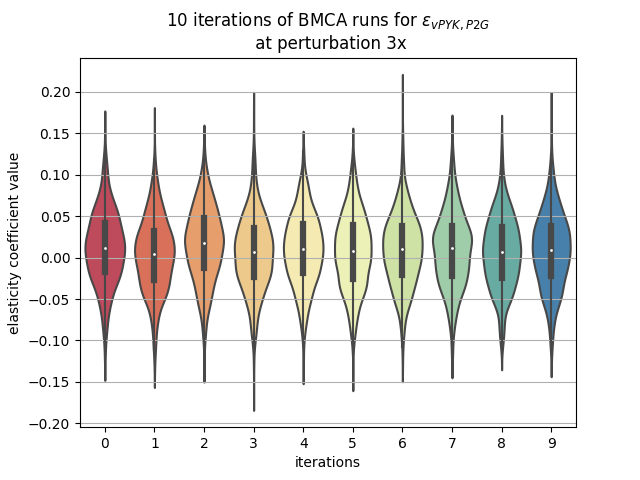 10 iterations of BMCA runs for ε_{vPYK, P2G}
at perturbation 3x
elasticity coefficient value
0.20
0.15
0.10
0.05
0.00
−0.05
−0.10
−0.15
−0.20
0 1 2 3 4 5 6 7 8 9
iterations